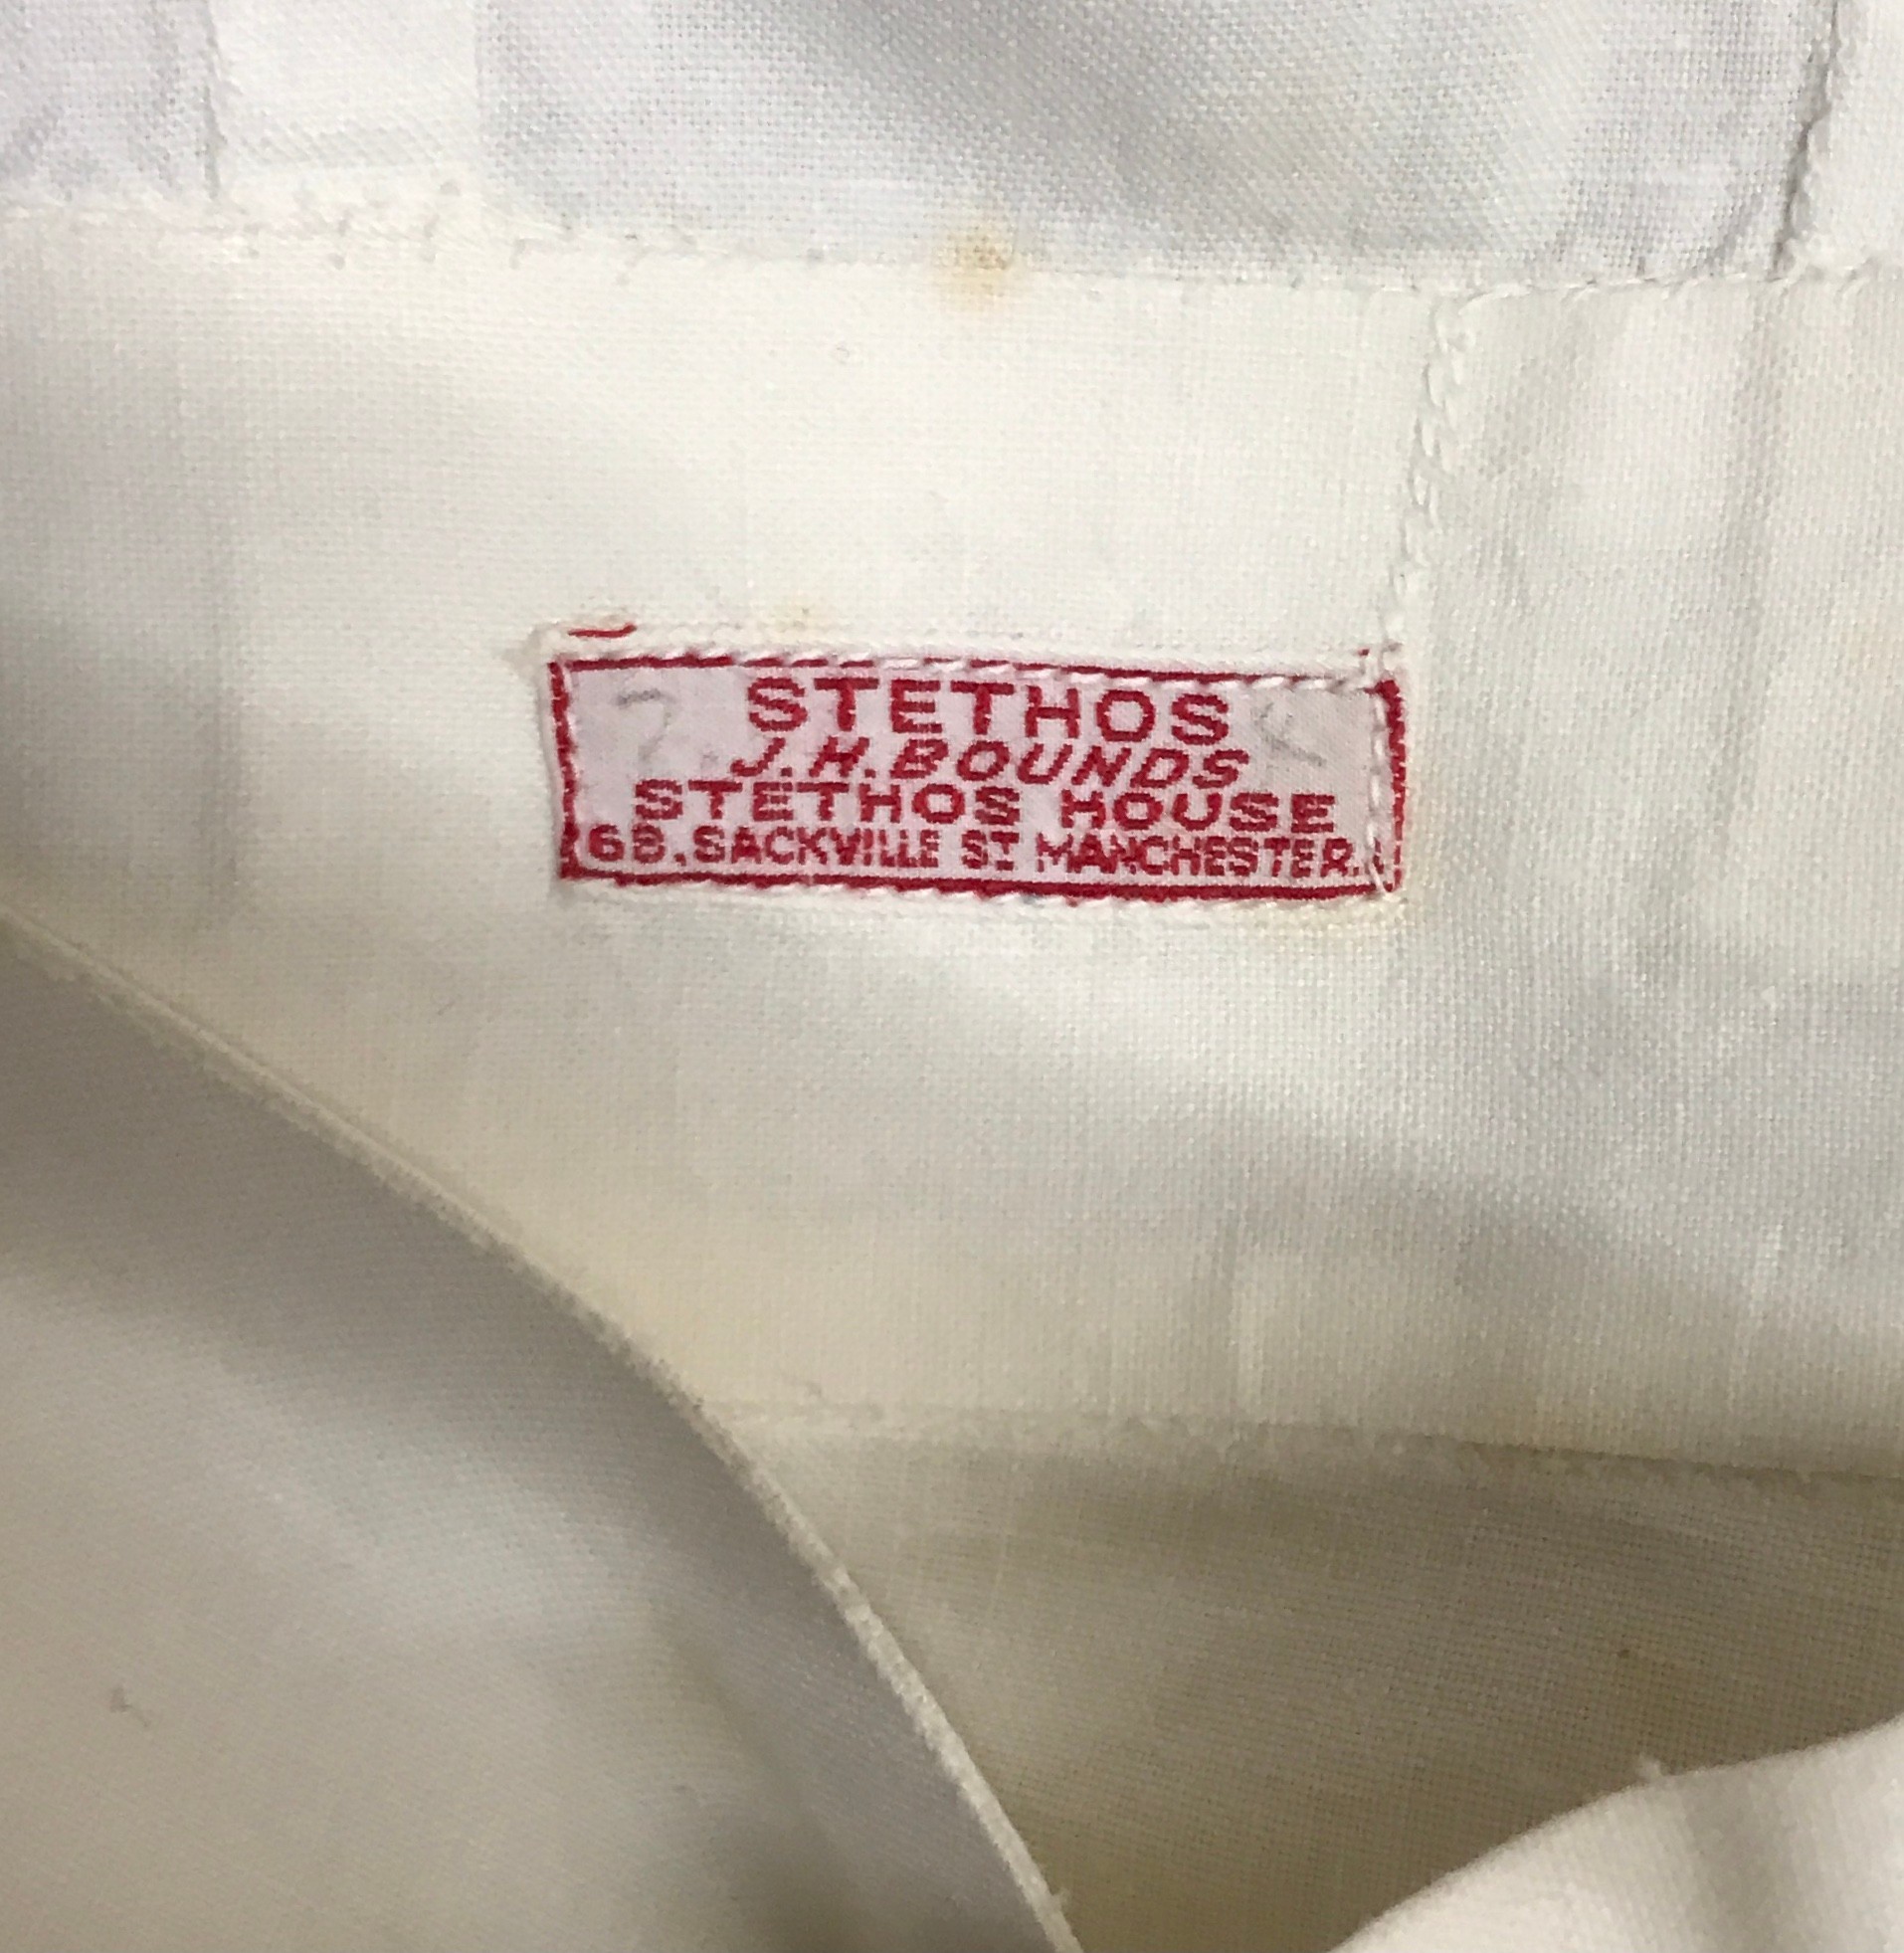 STETHOS
J.H.BOUNDS
STETHOS HOUSE
68.SACKVILLE ST MANCHESTER.